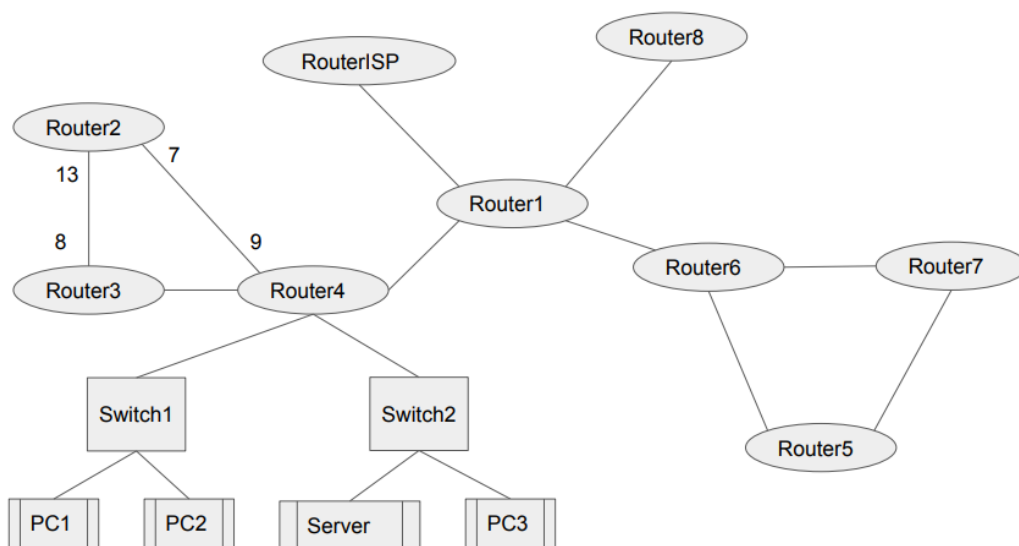 Router8
RouterISP
Router2
7
13
Router1
8
9
Router6
Router7
Router3
Router4
Switch1
Switch2
Router5
PC1
PC2
Server
PC3